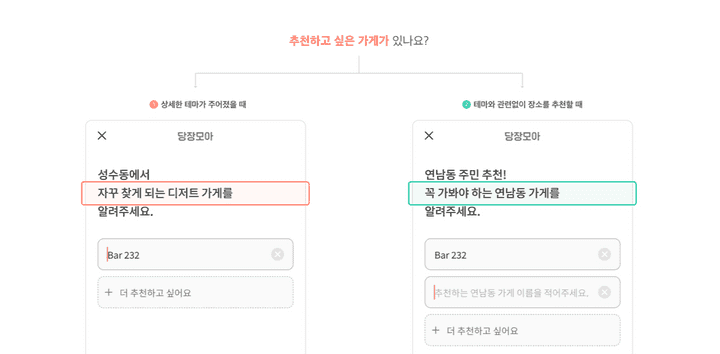 추천하고 싶은 가게가 있나요?
1 상세한 테마가 주어졌을 때
당장모아
성수동에서
자꾸 찾게 되는 디저트 가게를
알려주세요.
Bar 232
+ 더 추천하고 싶어요
2 테마와 관련없이 장소를 추천할 때
당장모아
연남동 주민 추천!
꼭 가봐야 하는 연남동 가게를
알려주세요.
Bar 232
추천하는 연남동 가게 이름을 적어주세요.
+ 더 추천하고 싶어요